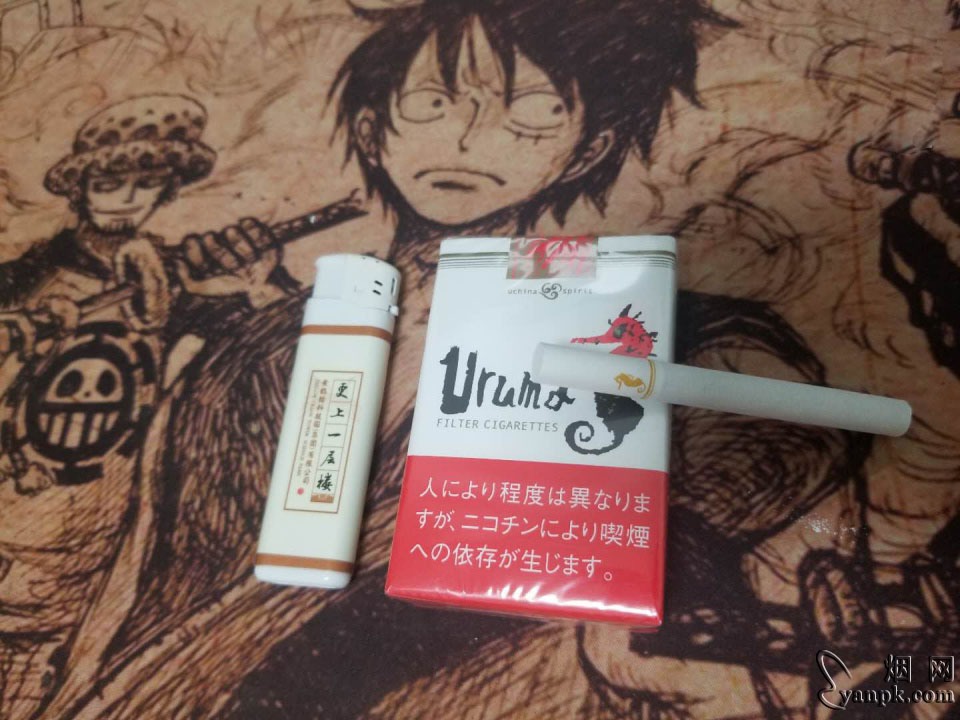 uchina spirit
Uruma
FILTER CIGARETTES
人により程度は異なりま
すが、ニコチンにより喫煙
への依存が生じます。
更上一层楼
烟网
yanpk.com